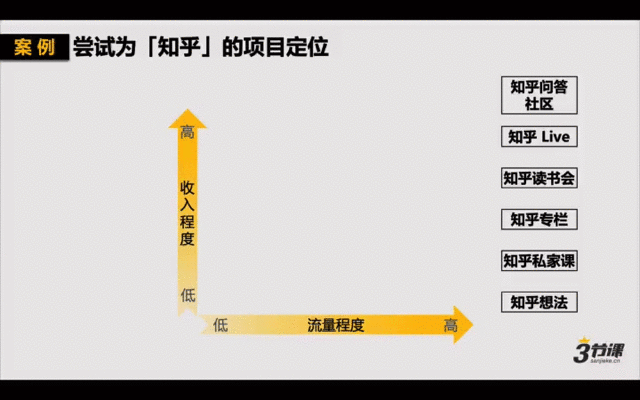 案 例 尝试为「知乎」的项目定位
知乎问答
社区
高
知乎 Live
收入程度
知乎读书会
知乎专栏
知乎私家课
低
知乎想法
低 流量程度 高
3节课
sanjieke.cn